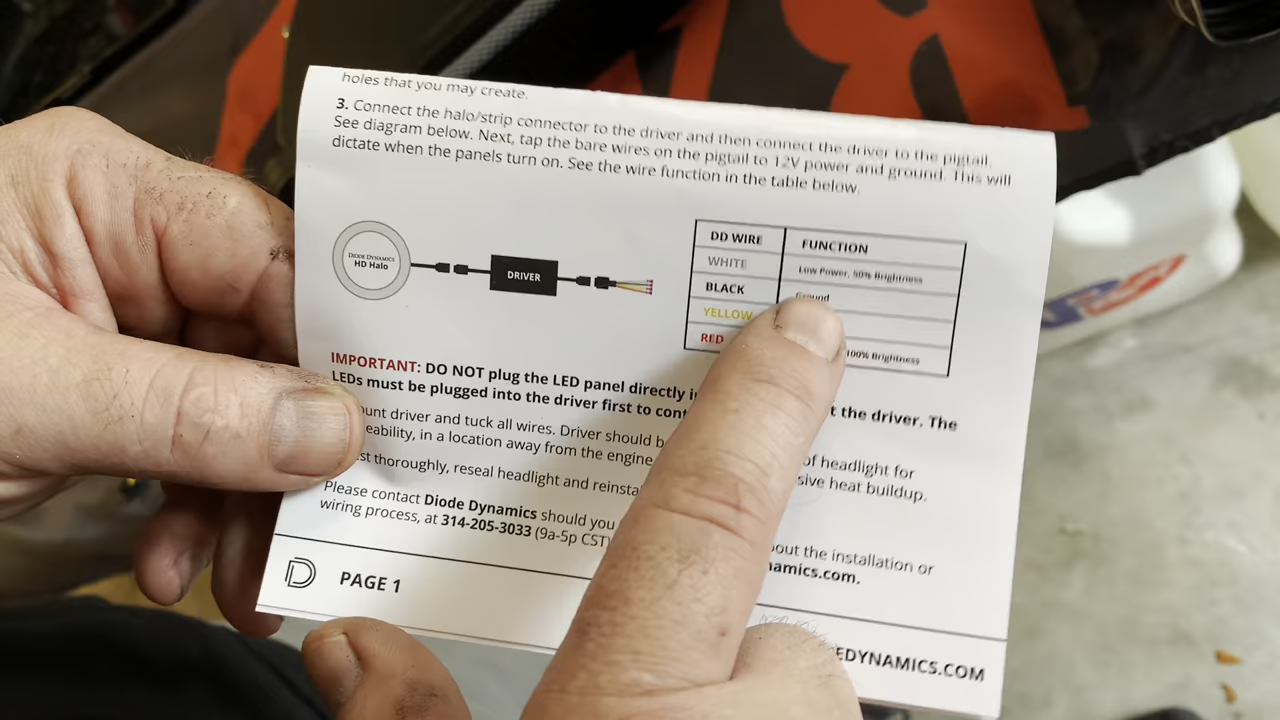 holes that you may create.
3. Connect the halo/strip connector to the driver and then connect the driver to the pigtail.
See diagram below. Next, tap the bare wires on the pigtail to 12V power and ground. This will
dictate when the panels turn on. See the wire function in the table below.
DIODE DYNAMICS
HD Halo
DRIVER
DD WIRE FUNCTION
WHITE Low Power, 50% Brightness
BLACK Ground
YELLOW
RED 100% Brightness
IMPORTANT: DO NOT plug the LED panel directly t the driver. The
LEDs must be plugged into the driver first to cont
unt driver and tuck all wires. Driver should b of headlight for
eability, in a location away from the engine sive heat buildup.
st thoroughly, reseal headlight and reinsta
Please contact Diode Dynamics should you out the installation or
wiring process, at 314-205-3033 (9a-5p CST) namics.com.
D PAGE 1 EDYNAMICS.COM